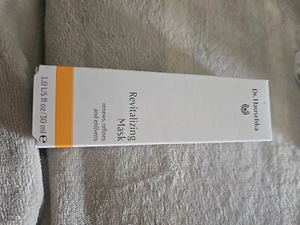 Dr. Hauschka
Revitalizing
Mask
renews, refines
and enlivens
1.0 US fl oz/30 ml e